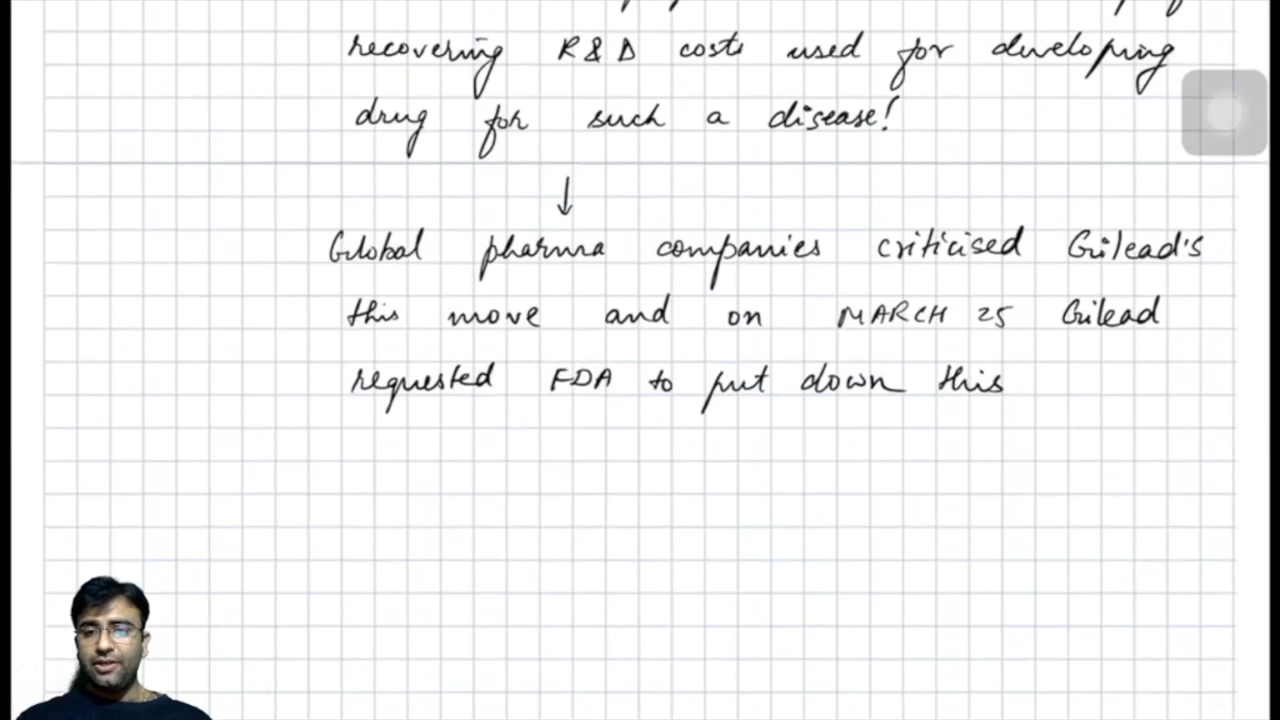 recovering R & D costs used for developing
drug for such a disease!
↓
Global pharma companies criticised Gilead's
this move and on MARCH 25 Gilead
requested FDA to put down this